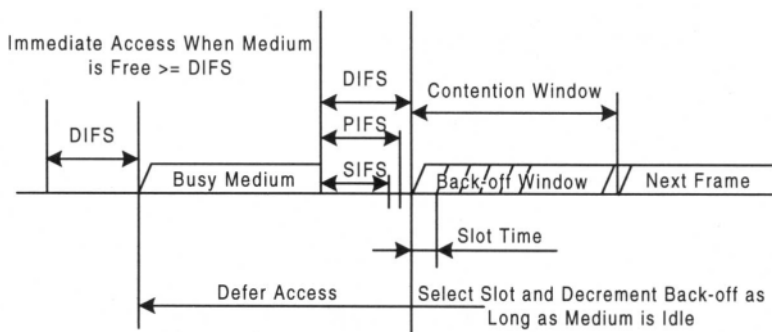 Immediate Access When Medium
is Free >= DIFS
DIFS
DIFS
PIFS
SIFS
Contention Window
Busy Medium
Back-off Window
Next Frame
Slot Time
Defer Access
Select Slot and Decrement Back-off as
Long as Medium is Idle